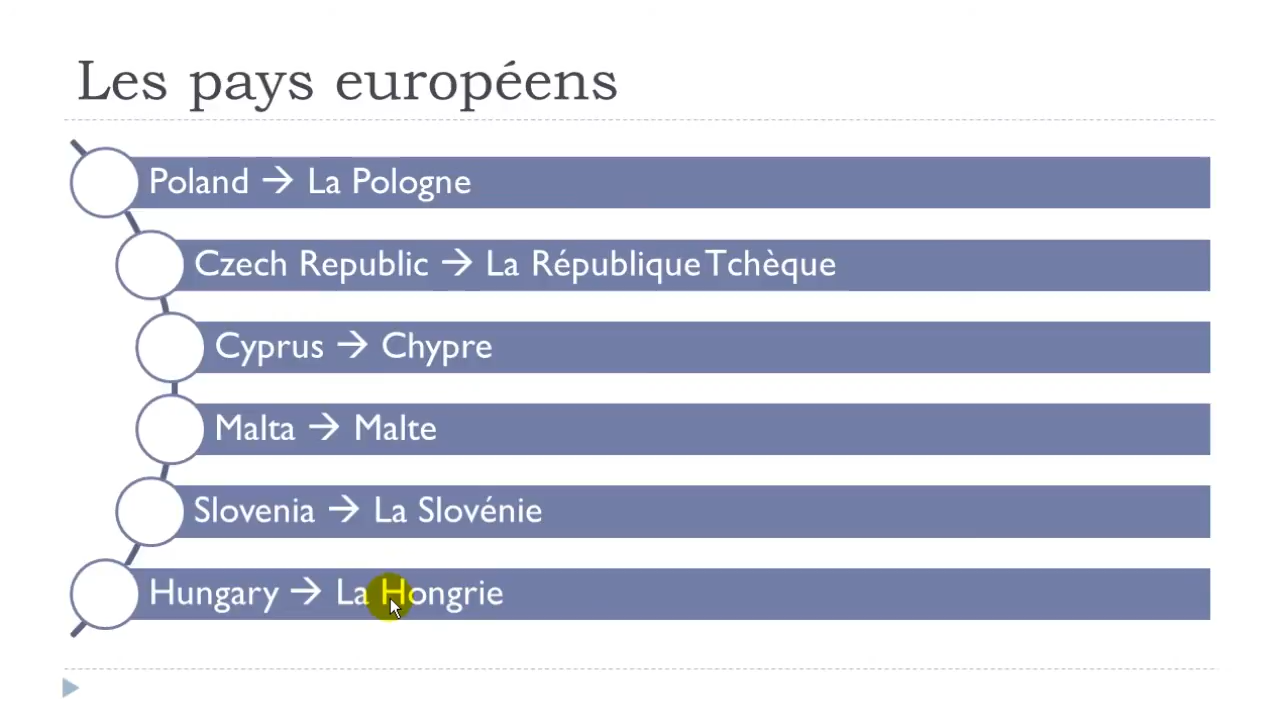 Les pays européens
Poland → La Pologne
Czech Republic → La République Tchèque
Cyprus → Chypre
Malta → Malte
Slovenia → La Slovénie
Hungary → La Hongrie